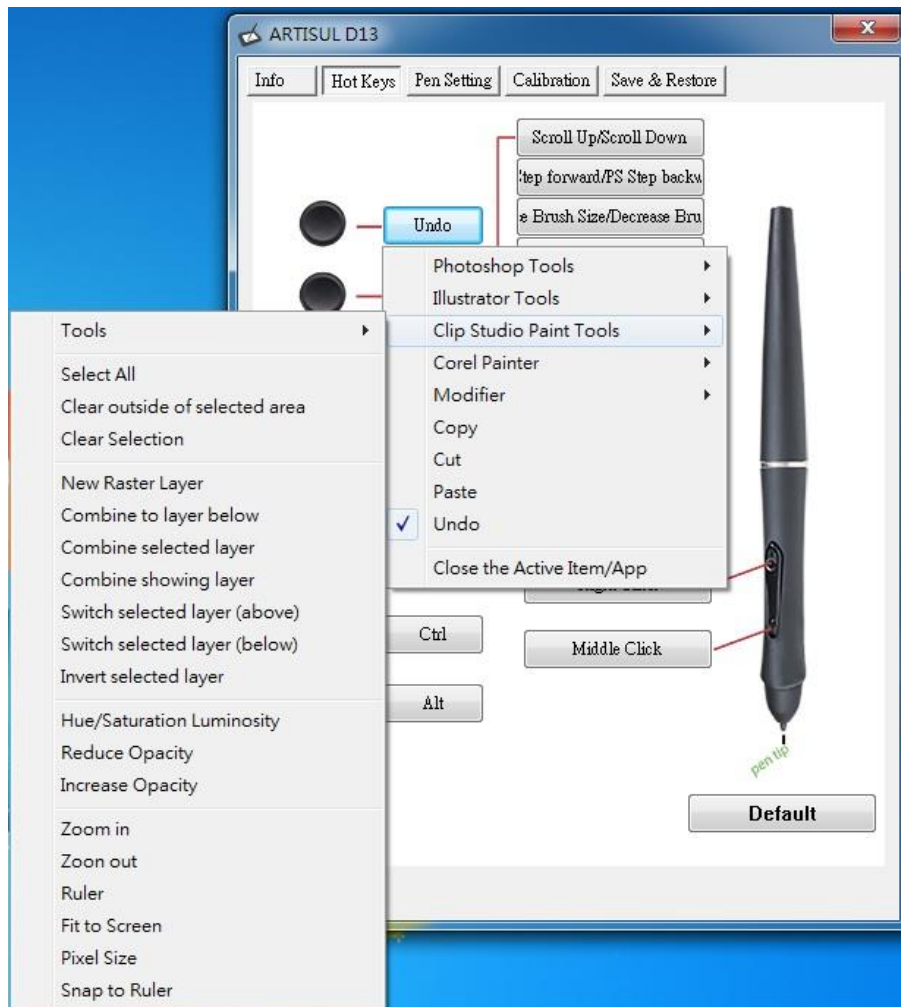 ARTISUL D13
Info
Hot Keys
Pen Setting
Calibration
Save & Restore
Scroll Up/Scroll Down
tep forward/PS Step backw
e Brush Size/Decrease Bru
Undo
Photoshop Tools
Illustrator Tools
Clip Studio Paint Tools
Corel Painter
Modifier
Copy
Cut
Paste
Undo
Close the Active Item/App
Tools
Select All
Clear outside of selected area
Clear Selection
New Raster Layer
Combine to layer below
Combine selected layer
Combine showing layer
Switch selected layer (above)
Switch selected layer (below)
Invert selected layer
Hue/Saturation Luminosity
Reduce Opacity
Increase Opacity
Zoom in
Zoon out
Ruler
Fit to Screen
Pixel Size
Snap to Ruler
Ctrl
Alt
Middle Click
pen tip
Default